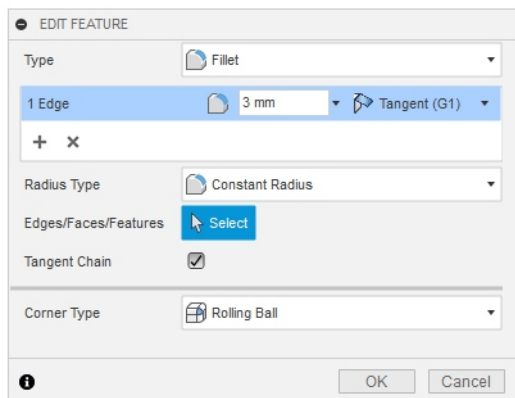 EDIT FEATURE
Type Fillet
1 Edge 3 mm Tangent (G1)
Radius Type Constant Radius
Edges/Faces/Features Select
Tangent Chain
Corner Type Rolling Ball
OK Cancel